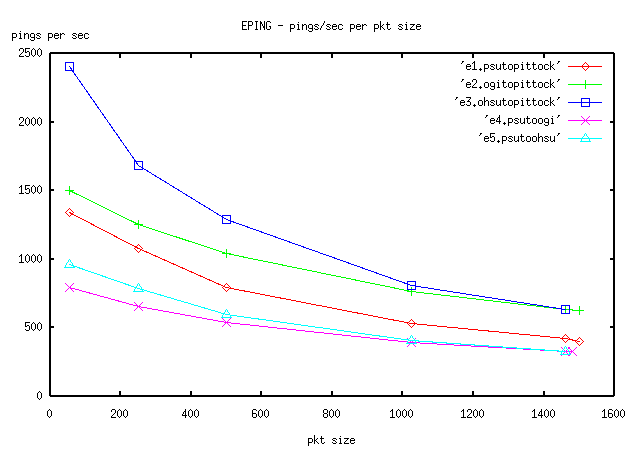 EPING - pings/sec per pkt size
pings per sec
2500
2000
1500
1000
500
0
'e1.psutopittock'
'e2.ogitopittock'
'e3.ohsutopittock'
'e4.psutoogi'
'e5.psutoohsu'
0 200 400 600 800 1000 1200 1400 1600
pkt size